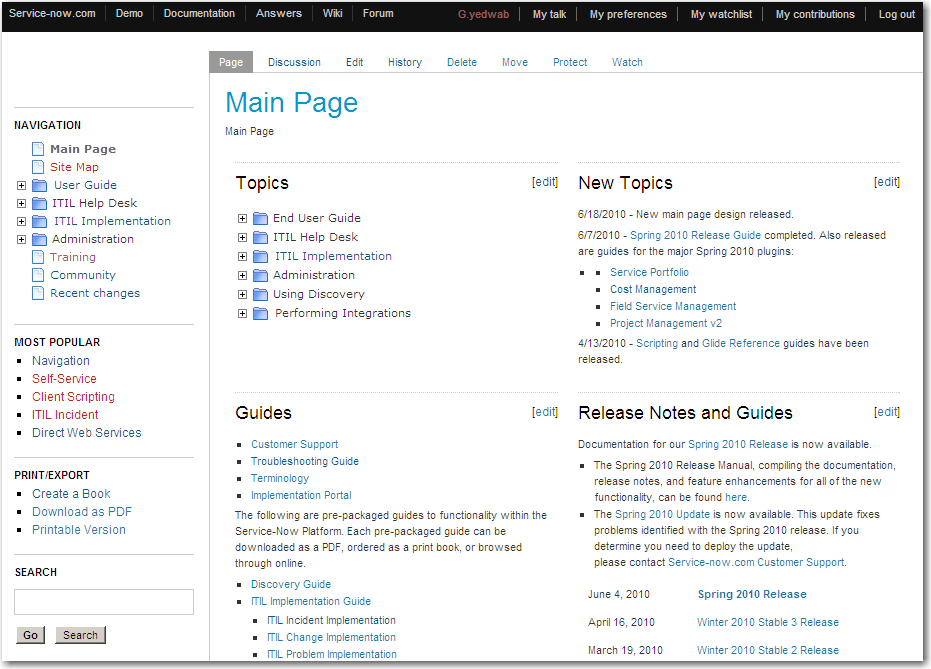 Service-now.com Demo Documentation Answers Wiki Forum G.yedwab My talk My preferences My watchlist My contributions Log out
Page Discussion Edit History Delete Move Protect Watch
NAVIGATION
Main Page
Site Map
User Guide
ITIL Help Desk
ITIL Implementation
Administration
Training
Community
Recent changes
MOST POPULAR
Navigation
Self-Service
Client Scripting
ITIL Incident
Direct Web Services
PRINT/EXPORT
Create a Book
Download as PDF
Printable Version
SEARCH
Go Search
Main Page
Main Page
Topics [edit]
End User Guide
ITIL Help Desk
ITIL Implementation
Administration
Using Discovery
Performing Integrations
New Topics [edit]
6/18/2010 - New main page design released.
6/7/2010 - Spring 2010 Release Guide completed. Also released
are guides for the major Spring 2010 plugins:
Service Portfolio
Cost Management
Field Service Management
Project Management v2
4/13/2010 - Scripting and Glide Reference guides have been
released.
Guides [edit]
Customer Support
Troubleshooting Guide
Terminology
Implementation Portal
The following are pre-packaged guides to functionality within the
Service-Now Platform. Each pre-packaged guide can be
downloaded as a PDF, ordered as a print book, or browsed
through online.
Discovery Guide
ITIL Implementation Guide
ITIL Incident Implementation
ITIL Change Implementation
ITIL Problem Implementation
Release Notes and Guides [edit]
Documentation for our Spring 2010 Release is now available.
The Spring 2010 Release Manual, compiling the documentation,
release notes, and feature enhancements for all of the new
functionality, can be found here.
The Spring 2010 Update is now available. This update fixes
problems identified with the Spring 2010 release. If you
determine you need to deploy the update,
please contact Service-now.com Customer Support.
June 4, 2010 Spring 2010 Release
April 16, 2010 Winter 2010 Stable 3 Release
March 19, 2010 Winter 2010 Stable 2 Release